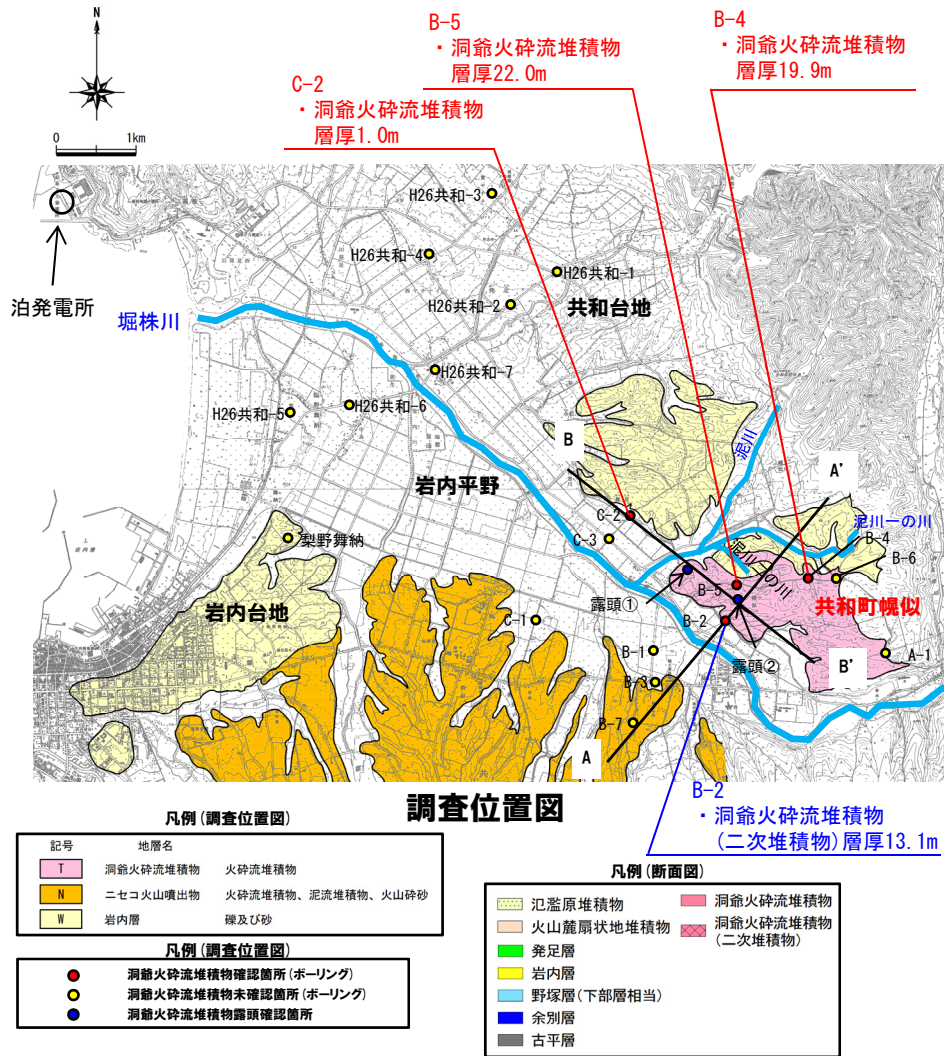 B-5
・洞爺火砕流堆積物
層厚22.0m
B-4
・洞爺火砕流堆積物
層厚19.9m
C-2
・洞爺火砕流堆積物
層厚1.0m
N
0 1km
泊発電所
堀株川
H26共和-3
H26共和-4
H26共和-1
H26共和-2
共和台地
H26共和-7
H26共和-6
H26共和-5
B
泥川
A'
岩内平野
C-2
泥川一の川
B-4
梨野舞納
C-3
泥川一の川
B-6
B-5
岩内台地
露頭①
共和町幌似
C-1
B-2
B-1
露頭②
B'
A-1
B-3
B-7
A
B-2
・洞爺火砕流堆積物
(二次堆積物)層厚13.1m
調査位置図
凡例(調査位置図)
記号 地層名
T 洞爺火砕流堆積物 火砕流堆積物
N ニセコ火山噴出物 火砕流堆積物、泥流堆積物、火山砕砂
W 岩内層 礫及び砂
凡例(調査位置図)
洞爺火砕流堆積物確認箇所(ボーリング)
洞爺火砕流堆積物未確認箇所(ボーリング)
洞爺火砕流堆積物露頭確認箇所
凡例(断面図)
氾濫原堆積物
火山麓扇状地堆積物
発足層
岩内層
野塚層(下部層相当)
余別層
古平層
洞爺火砕流堆積物
洞爺火砕流堆積物
(二次堆積物)